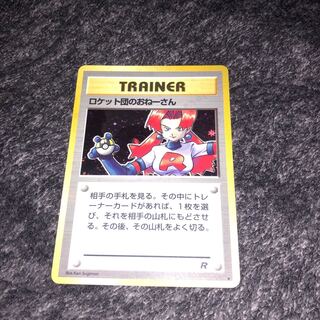 TRAINER
ロケット団のおねーさん
R
相手の手札を見る。その中にトレ
ーナーカードがあれば、1枚を選
び、それを相手の山札にもどさせ
る。その後、その山札をよく切る。
Illus. Ken Sugimori
R